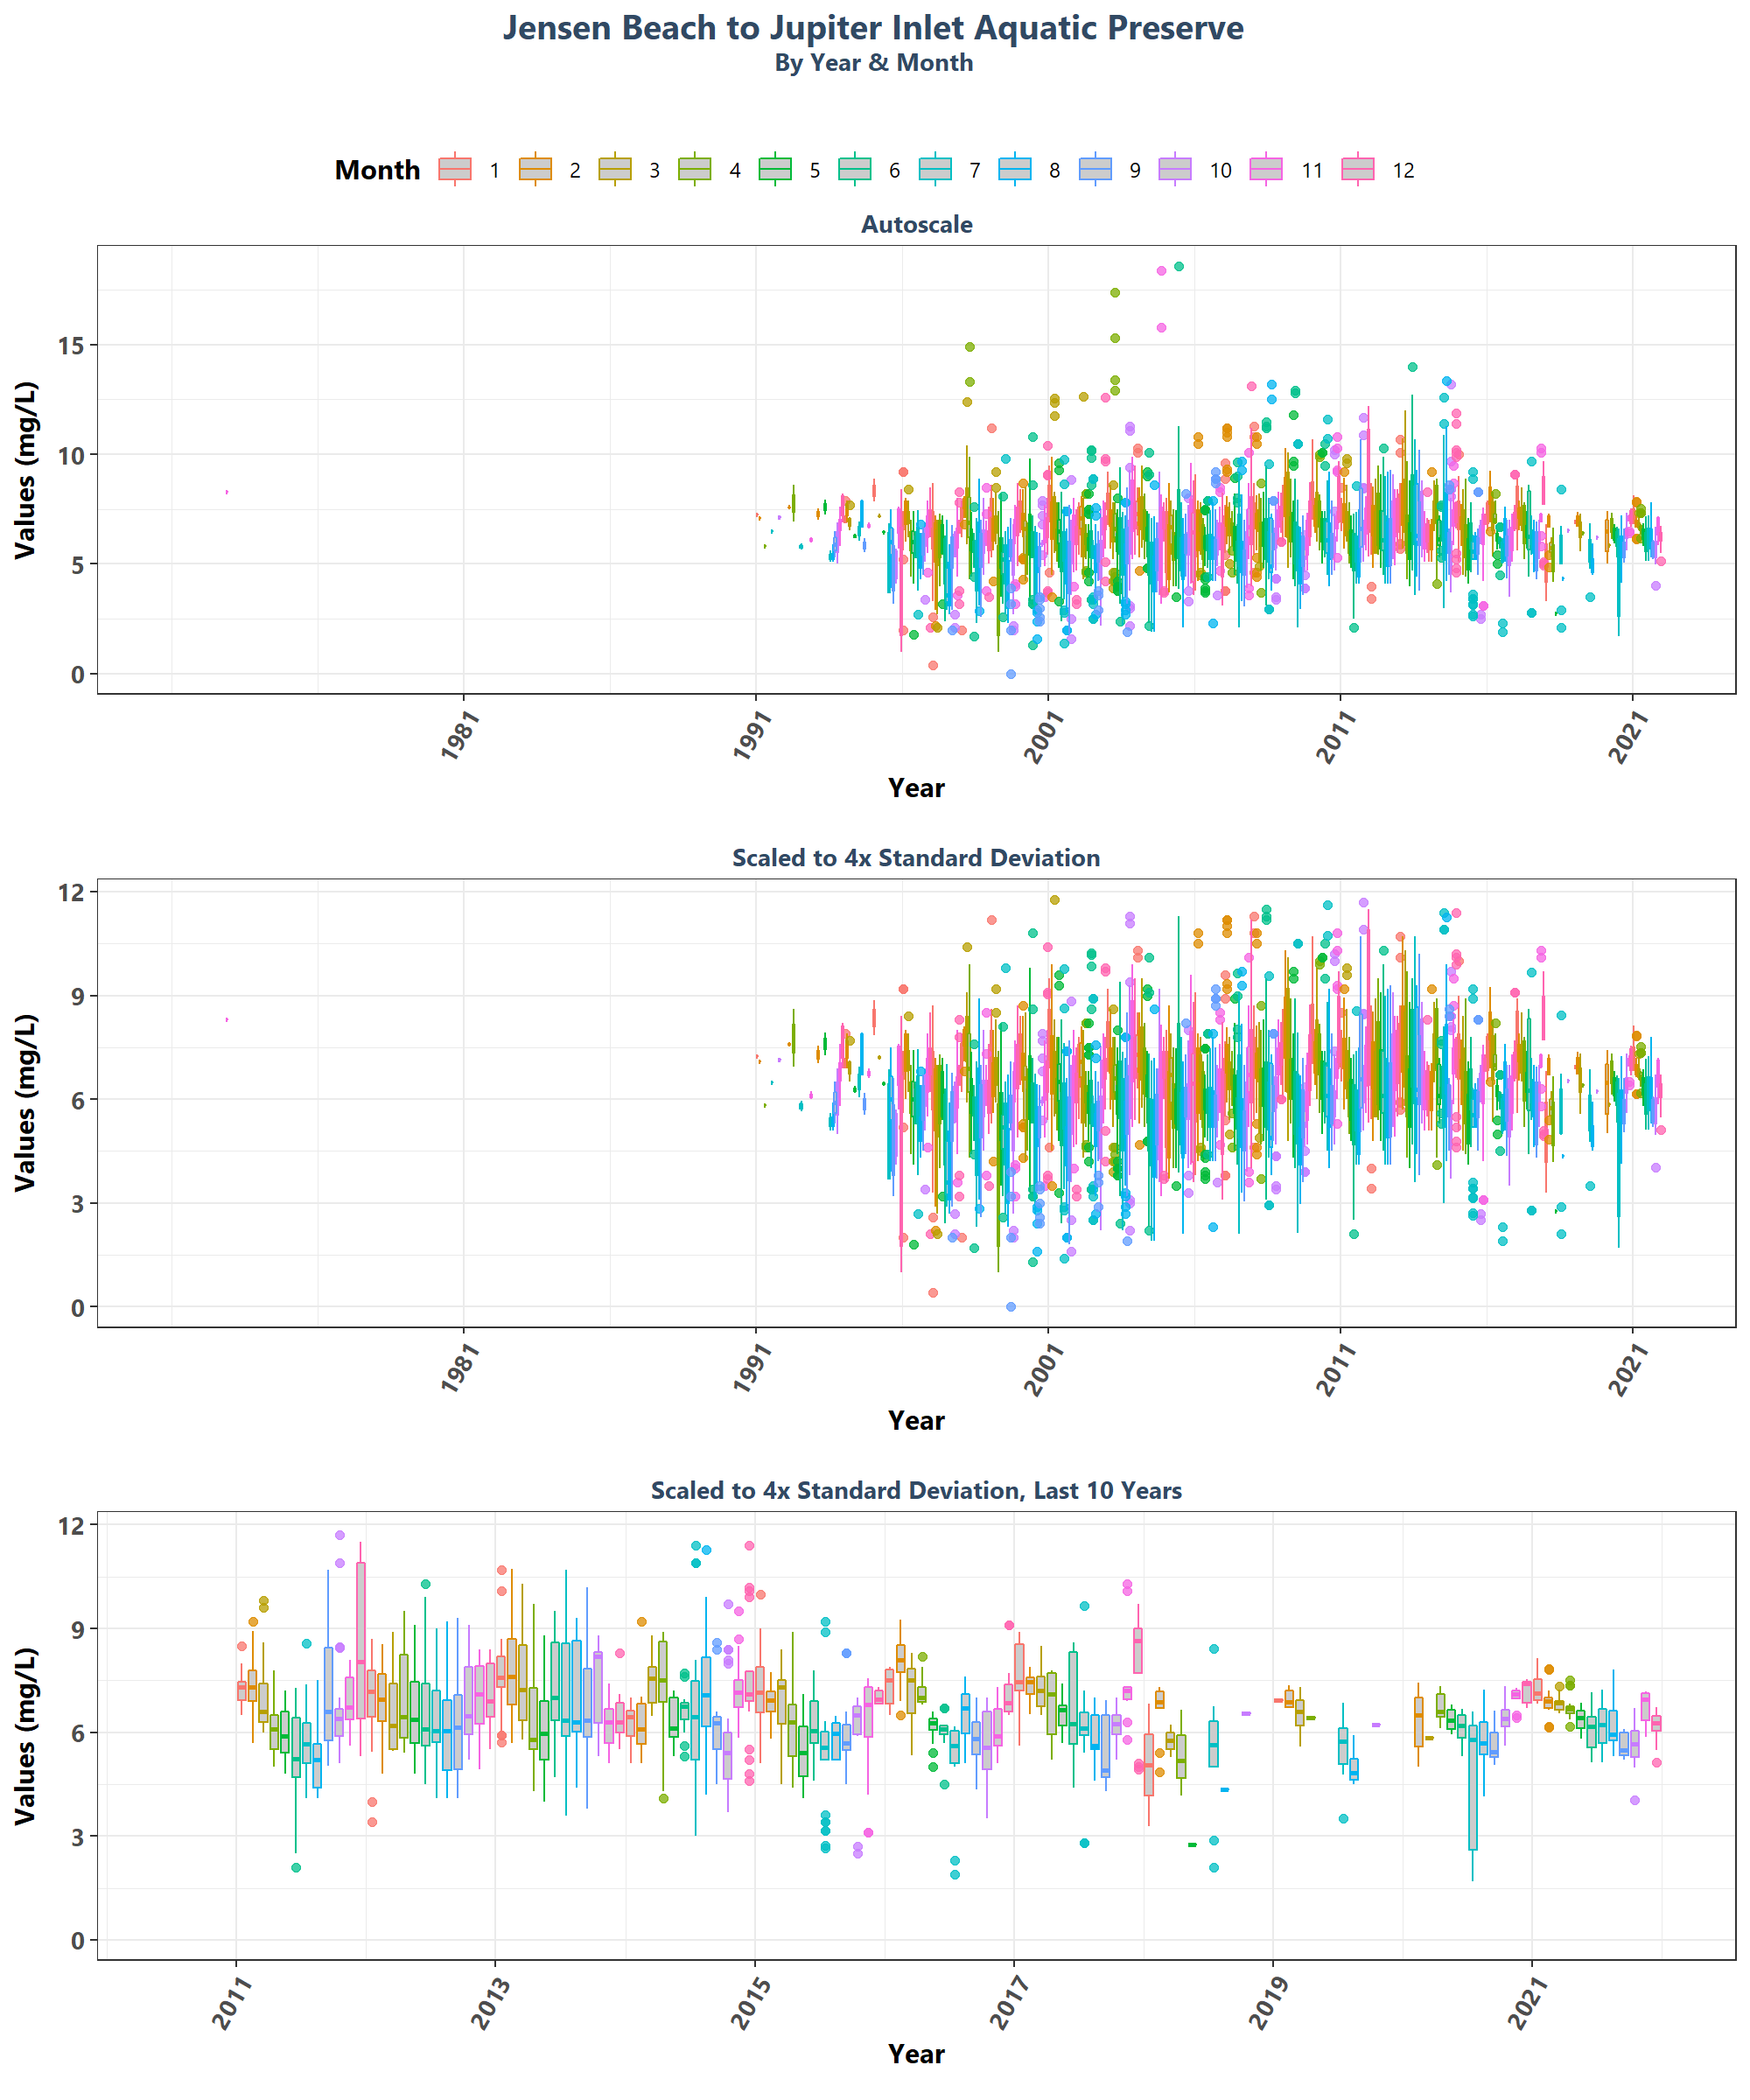 Jensen Beach to Jupiter Inlet Aquatic Preserve
By Year & Month
Month 1 2 3 4 5 6 7 8 9 10 11 12
Autoscale
Values (mg/L)
15
10
5
0
1981 1991 2001 2011 2021
Year
Scaled to 4x Standard Deviation
Values (mg/L)
12
9
6
3
0
1981 1991 2001 2011 2021
Year
Scaled to 4x Standard Deviation, Last 10 Years
Values (mg/L)
12
9
6
3
0
2011 2013 2015 2017 2019 2021
Year